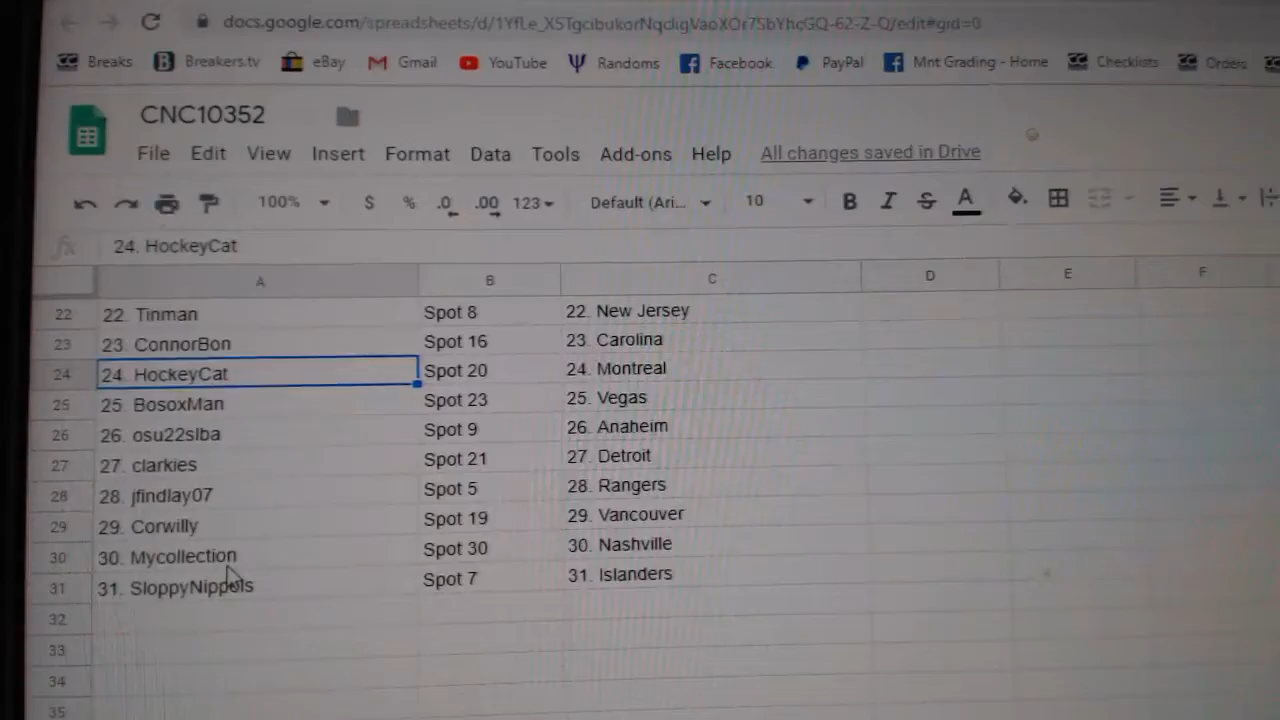 docs.google.com/spreadsheets/d/
Breaks Breakers.tv eBay Gmail YouTube Randoms Facebook PayPal Mnt Grading - Home Checklists Orders
CNC10352
File Edit View Insert Format Data Tools Add-ons Help All changes saved in Drive
100% $ % .0 .00 123 Default (Ari... 10 B I S A
fx 24. HockeyCat
A B C D E F
22 22. Tinman Spot 8 22. New Jersey
23 23. ConnorBon Spot 16 23. Carolina
24 24. HockeyCat Spot 20 24. Montreal
25 25. BosoxMan Spot 23 25. Vegas
26 26. osu22slba Spot 9 26. Anaheim
27 27. clarkies Spot 21 27. Detroit
28 28. jfindlay07 Spot 5 28. Rangers
29 29. Corwilly Spot 19 29. Vancouver
30 30. Mycollection Spot 30 30. Nashville
31 31. SloppyNippels Spot 7 31. Islanders
32
33
34
35